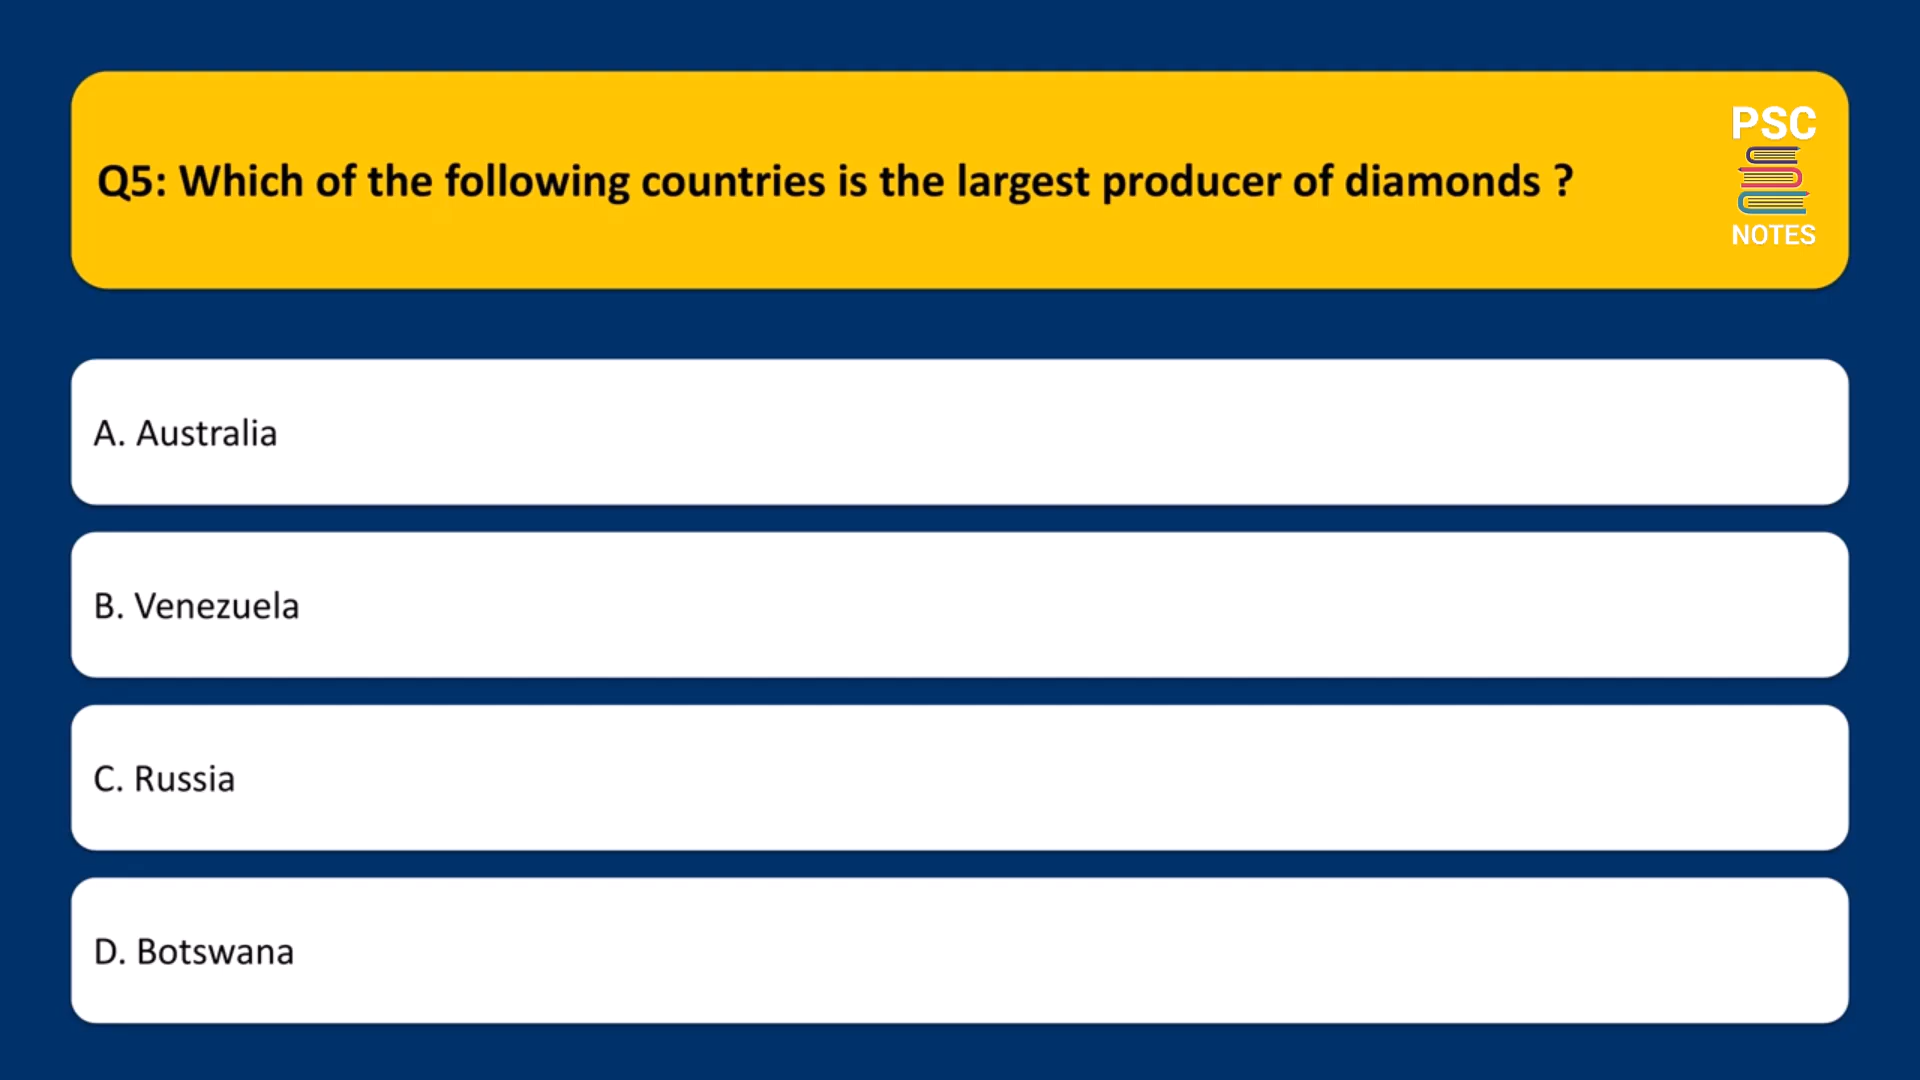 PSC
Q5: Which of the following countries is the largest producer of diamonds ?
NOTES
A. Australia
B. Venezuela
C. Russia
D. Botswana